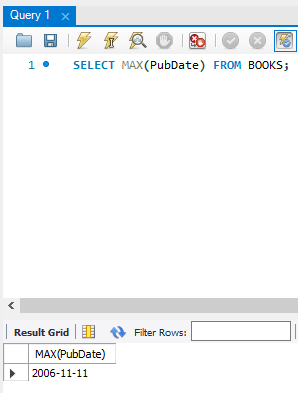 Query 1
1 SELECT MAX(PubDate) FROM BOOKS;
Result Grid Filter Rows:
MAX(PubDate)
2006-11-11